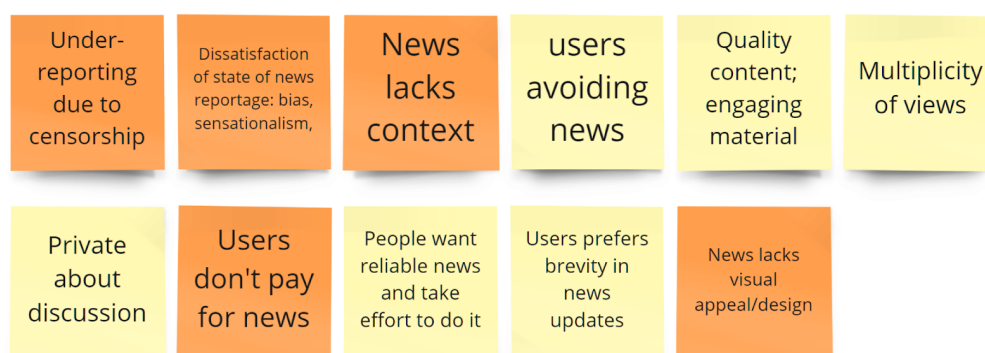 Under-
reporting
due to
censorship
Dissatisfaction
of state of news
reportage: bias,
sensationalism,
News
lacks
context
users
avoiding
news
Quality
content;
engaging
material
Multiplicity
of views
Private
about
discussion
Users
don't pay
for news
People want
reliable news
and take
effort to do it
Users prefers
brevity in
news
updates
News lacks
visual
appeal/design